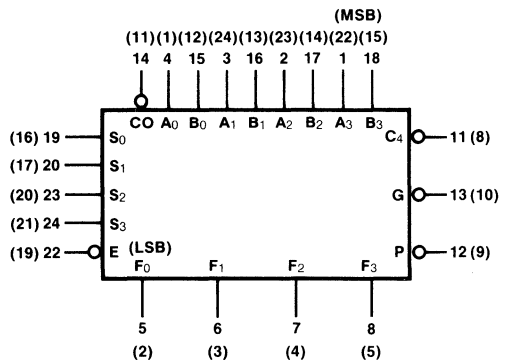 (MSB)
(11) (1) (12) (24) (13) (23) (14) (22) (15)
14 4 15 3 16 2 17 1 18
CO A0 B0 A1 B1 A2 B2 A3 B3
C4 11 (8)
(16) 19 S0
(17) 20 S1
(20) 23 S2 G 13 (10)
(21) 24 S3
(19) 22 E (LSB) P 12 (9)
F0 F1 F2 F3
5 6 7 8
(2) (3) (4) (5)